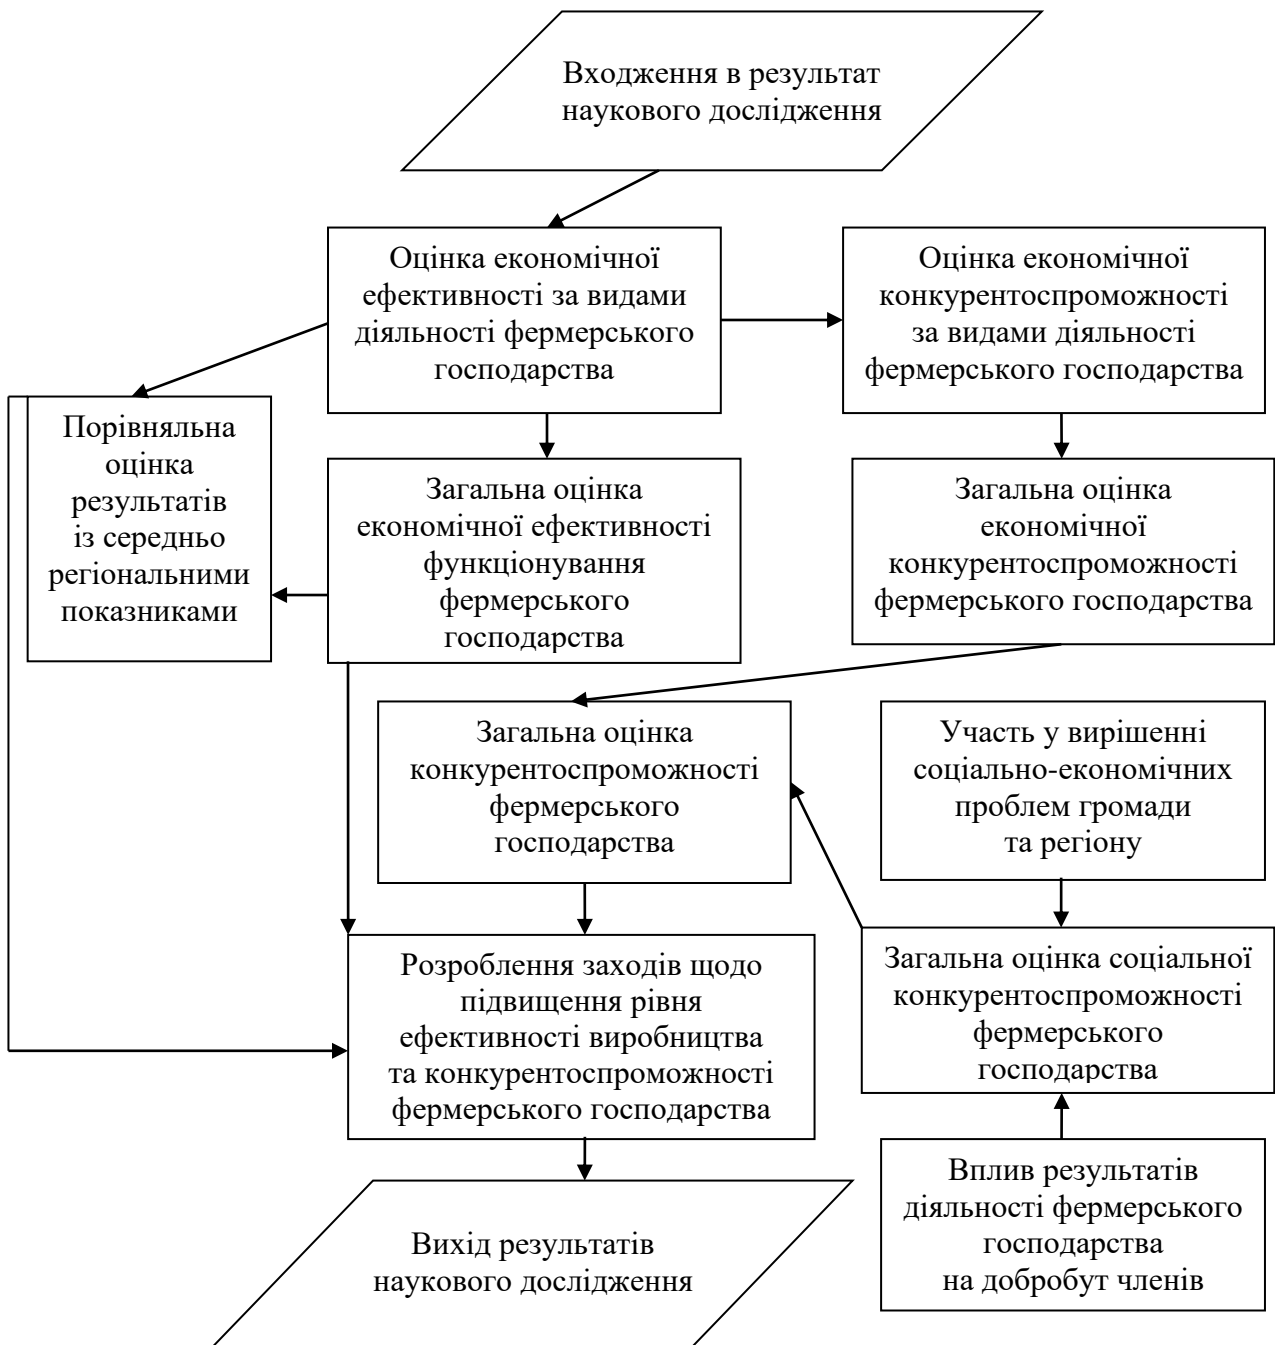 Входження в результат
наукового дослідження
Оцінка економічної
ефективності за видами
діяльності фермерського
господарства
Оцінка економічної
конкурентоспроможності
за видами діяльності
фермерського господарства
Порівняльна
оцінка
результатів
із середньо
регіональними
показниками
Загальна оцінка
економічної ефективності
функціонування
фермерського
господарства
Загальна оцінка
економічної
конкурентоспроможності
фермерського господарства
Загальна оцінка
конкурентоспроможності
фермерського
господарства
Участь у вирішенні
соціально-економічних
проблем громади
та регіону
Розроблення заходів щодо
підвищення рівня
ефективності виробництва
та конкурентоспроможності
фермерського господарства
Загальна оцінка соціальної
конкурентоспроможності
фермерського
господарства
Вплив результатів
діяльності фермерського
господарства
на добробут членів
Вихід результатів
наукового дослідження